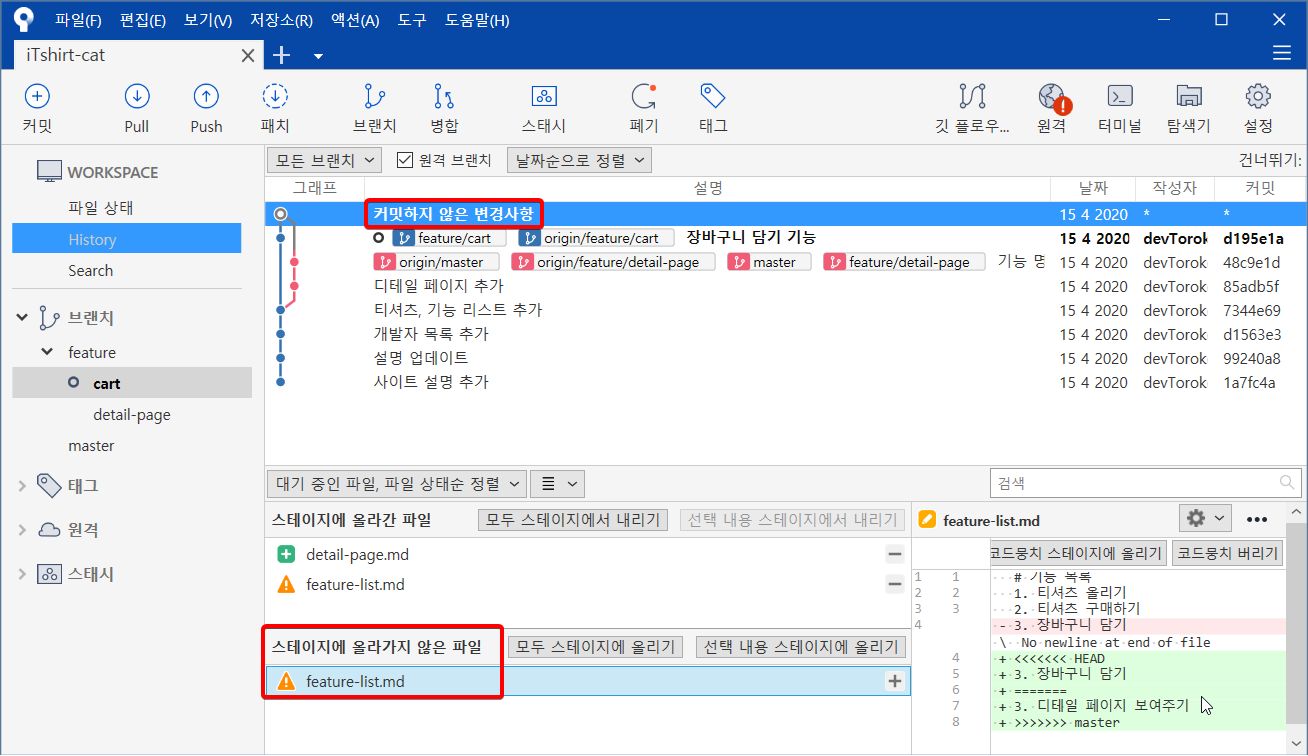 파일(F) 편집(E) 보기(V) 저장소(R) 액션(A) 도구 도움말(H)
iTshirt-cat
커밋 Pull Push 패치 브랜치 병합 스태시 폐기 태그 깃 플로우... 원격 터미널 탐색기 설정
WORKSPACE
파일 상태
History
Search
브랜치
feature
cart
detail-page
master
태그
원격
스태시
모든 브랜치 원격 브랜치 날짜순으로 정렬 건너뛰기:
그래프 설명 날짜 작성자 커밋
커밋하지 않은 변경사항 15 4 2020 * *
feature/cart origin/feature/cart 장바구니 담기 기능 15 4 2020 devTorok d195e1a
origin/master origin/feature/detail-page master feature/detail-page 기능 명 15 4 2020 devTorok 48c9e1d
디테일 페이지 추가 15 4 2020 devTorok 85adb5f
티셔츠, 기능 리스트 추가 15 4 2020 devTorok 7344e69
개발자 목록 추가 15 4 2020 devTorok d1563e3
설명 업데이트 15 4 2020 devTorok 99240a8
사이트 설명 추가 15 4 2020 devTorok 1a7fc4a
대기 중인 파일, 파일 상태순 정렬 검색
스테이지에 올라간 파일 모두 스테이지에서 내리기 선택 내용 스테이지에서 내리기
detail-page.md
feature-list.md
스테이지에 올라가지 않은 파일 모두 스테이지에 올리기 선택 내용 스테이지에 올리기
feature-list.md
feature-list.md
코드뭉치 스테이지에 올리기 코드뭉치 버리기
1 1 # 기능 목록
2 2 1. 티셔츠 올리기
3 3 2. 티셔츠 구매하기
4 - 3. 장바구니 담기
\ No newline at end of file
4 + <<<<<<< HEAD
5 + 3. 장바구니 담기
6 + =======
7 + 3. 디테일 페이지 보여주기
8 + >>>>>>> master